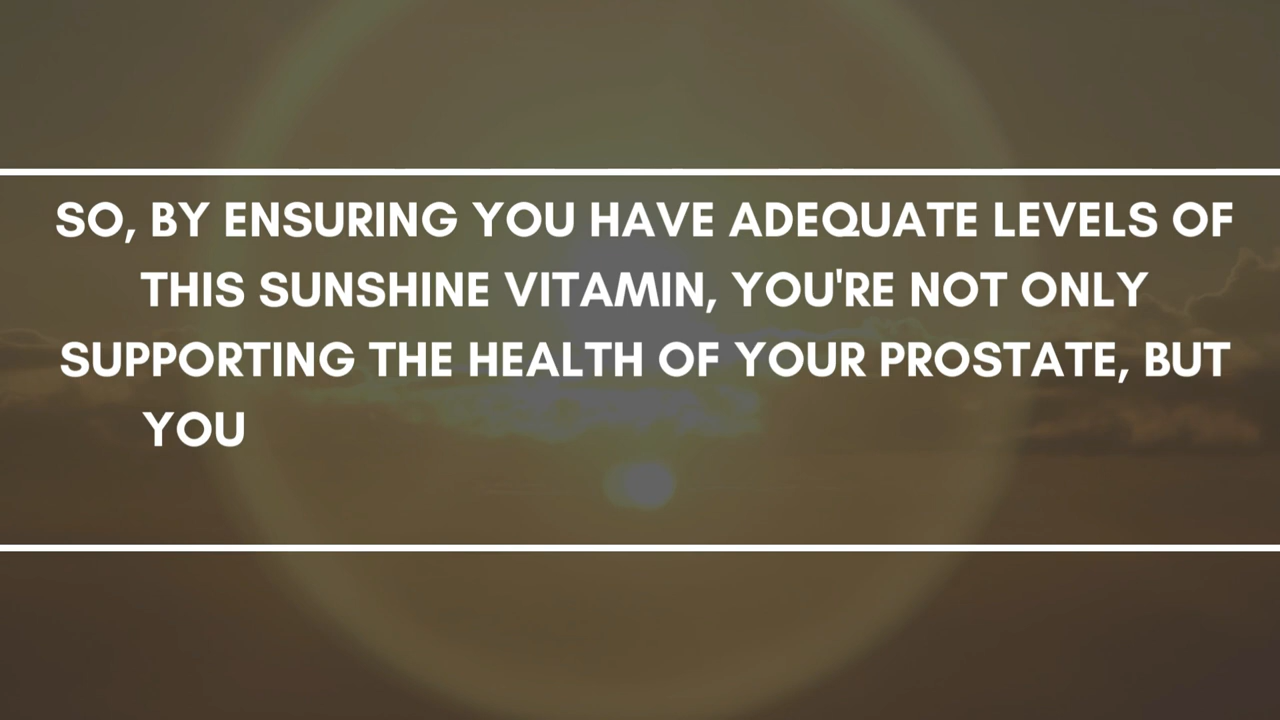 SO, BY ENSURING YOU HAVE ADEQUATE LEVELS OF
THIS SUNSHINE VITAMIN, YOU'RE NOT ONLY
SUPPORTING THE HEALTH OF YOUR PROSTATE, BUT
YOU